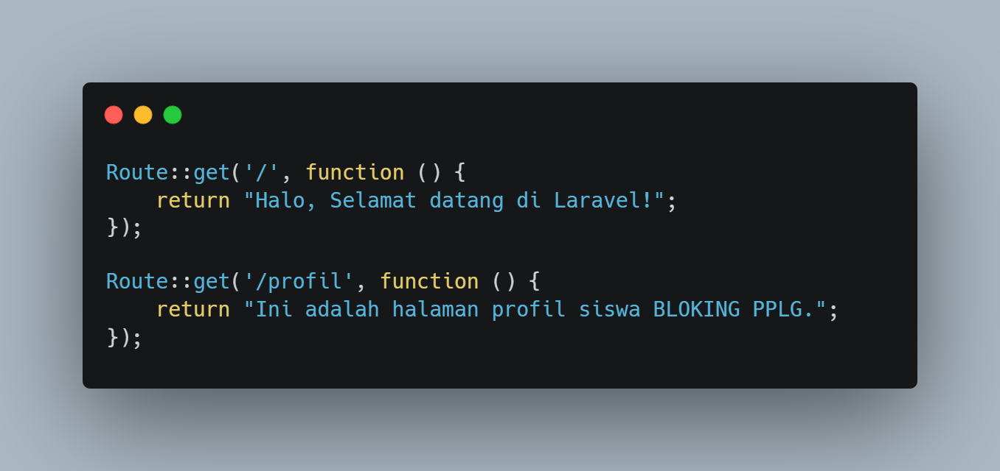 Route::get('/', function () {
    return "Halo, Selamat datang di Laravel!";
});

Route::get('/profil', function () {
    return "Ini adalah halaman profil siswa BLOKING PPLG.";
});